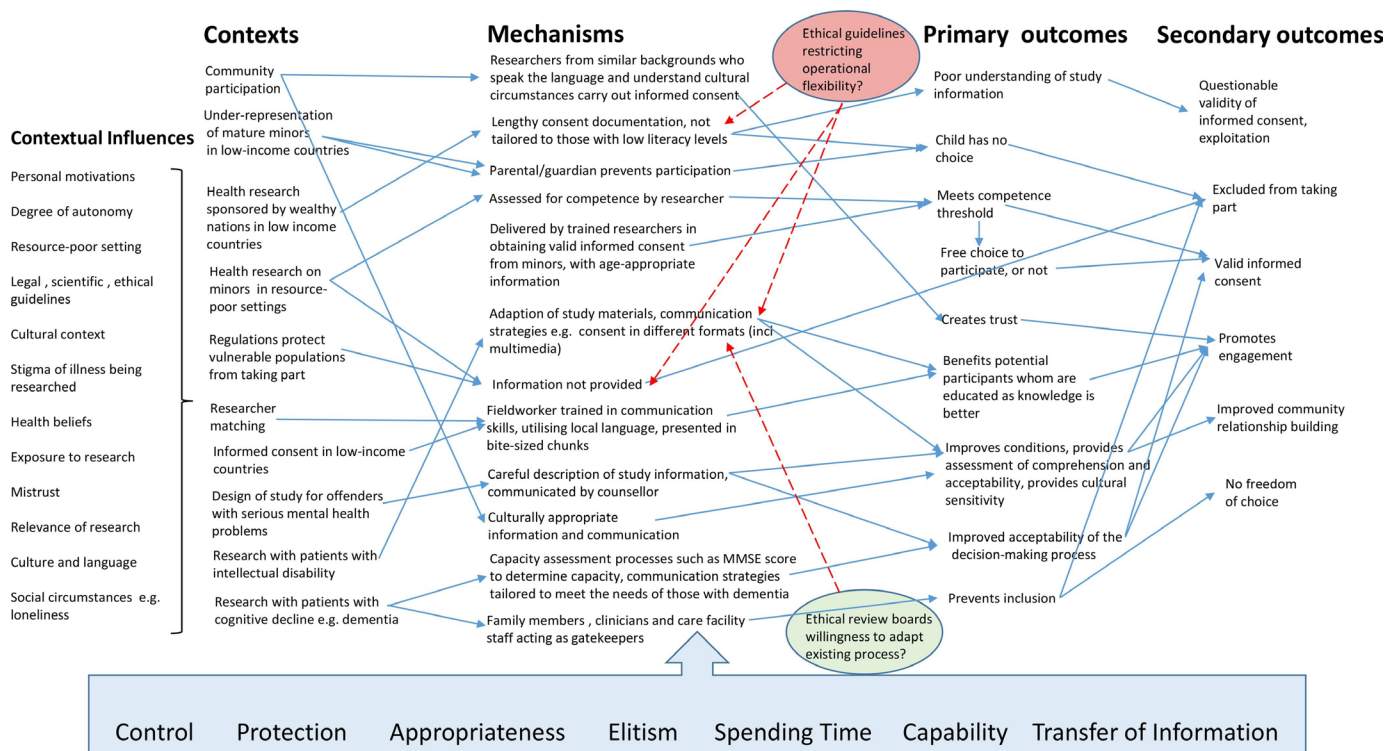 Contextual Influences
Personal motivations
Degree of autonomy
Resource-poor setting
Legal , scientific , ethical
guidelines
Cultural context
Stigma of illness being
researched
Health beliefs
Exposure to research
Mistrust
Relevance of research
Culture and language
Social circumstances e.g.
loneliness
Contexts
Community
participation
Under-representation
of mature minors
in low-income countries
Health research
sponsored by wealthy
nations in low income
countries
Health research on
minors in resource-
poor settings
Regulations protect
vulnerable populations
from taking part
Researcher
matching
Informed consent in low-income
countries
Design of study for offenders
with serious mental health
problems
Research with patients with
intellectual disability
Research with patients with
cognitive decline e.g. dementia
Mechanisms
Researchers from similar backgrounds who
speak the language and understand cultural
circumstances carry out informed consent
Lengthy consent documentation, not
tailored to those with low literacy levels
Parental/guardian prevents participation
Assessed for competence by researcher
Delivered by trained researchers in
obtaining valid informed consent
from minors, with age-appropriate
information
Adaption of study materials, communication
strategies e.g. consent in different formats (incl
multimedia)
Information not provided
Fieldworker trained in communication
skills, utilising local language, presented in
bite-sized chunks
Careful description of study information,
communicated by counsellor
Culturally appropriate
information and communication
Capacity assessment processes such as MMSE score
to determine capacity, communication strategies
tailored to meet the needs of those with dementia
Family members , clinicians and care facility
staff acting as gatekeepers
Ethical guidelines
restricting
operational
flexibility?
Ethical review boards
willingness to adapt
existing process?
Primary outcomes
Poor understanding of study
information
Child has no
choice
Meets competence
threshold
Free choice to
participate, or not
Creates trust
Benefits potential
participants whom are
educated as knowledge is
better
Improves conditions, provides
assessment of comprehension and
acceptability, provides cultural
sensitivity
Improved acceptability of the
decision-making process
Prevents inclusion
Secondary outcomes
Questionable
validity of
informed consent,
exploitation
Excluded from taking
part
Valid informed
consent
Promotes
engagement
Improved community
relationship building
No freedom
of choice
Control Protection Appropriateness Elitism Spending Time Capability Transfer of Information